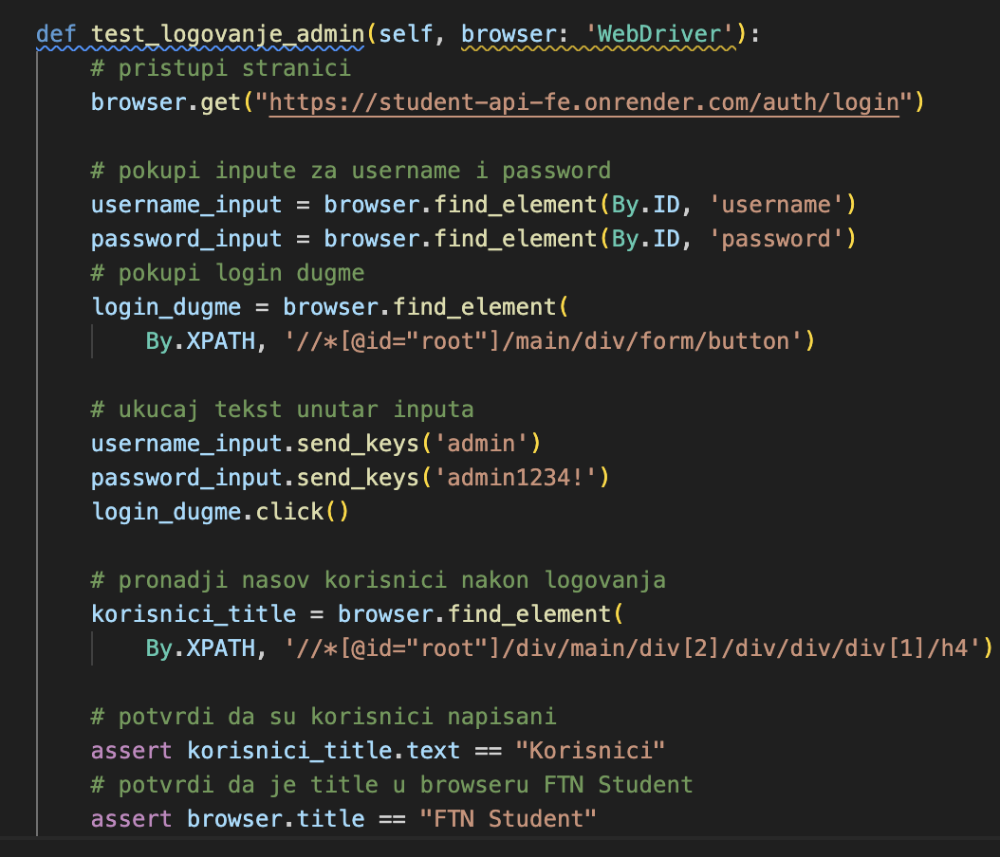 def test_logovanje_admin(self, browser: 'WebDriver'):
# pristupi stranici
browser.get("https://student-api-fe.onrender.com/auth/login")
# pokupi inpute za username i password
username_input = browser.find_element(By.ID, 'username')
password_input = browser.find_element(By.ID, 'password')
# pokupi login dugme
login_dugme = browser.find_element(
By.XPATH, '//*[@id="root"]/main/div/form/button')
# ukucaj tekst unutar inputa
username_input.send_keys('admin')
password_input.send_keys('admin1234!')
login_dugme.click()
# pronadji nasov korisnici nakon logovanja
korisnici_title = browser.find_element(
By.XPATH, '//*[@id="root"]/div/main/div[2]/div/div/div[1]/h4')
# potvrdi da su korisnici napisani
assert korisnici_title.text == "Korisnici"
# potvrdi da je title u browseru FTN Student
assert browser.title == "FTN Student"